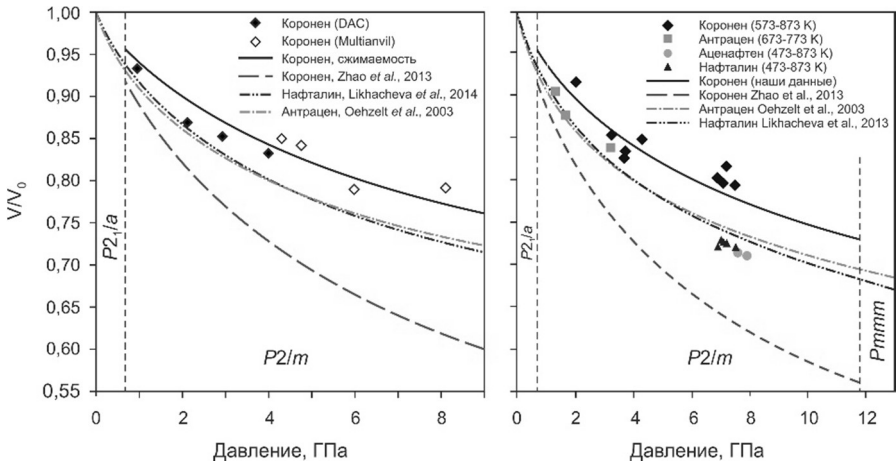 V/V0
1,00
0,95
0,90
0,85
0,80
0,75
0,70
0,65
0,60
0,55
Коронен (DAC)
Коронен (Multianvil)
Коронен, сжимаемость
Коронен, Zhao et al., 2013
Нафталин, Likhacheva et al., 2014
Антрацен, Oehzelt et al., 2003
P21/a
P2/m
0
2
4
6
8
Давление, ГПа
Коронен (573-873 K)
Антрацен (673-773 K)
Аценафтен (473-873 K)
Нафталин (473-873 K)
Коронен (наши данные)
Коронен Zhao et al., 2013
Антрацен Oehzelt et al., 2003
Нафталин Likhacheva et al., 2013
P21/a
P2/m
Pmmm
0
2
4
6
8
10
12
Давление, ГПа